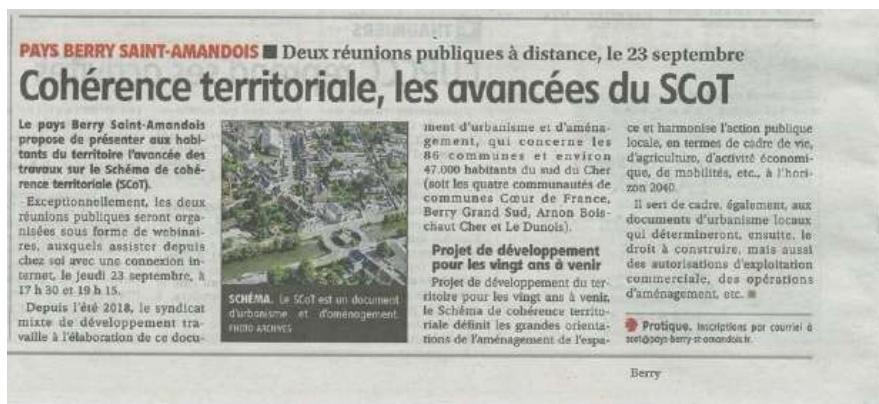 PAYS BERRY SAINT-AMANDOIS ■ Deux réunions publiques à distance, le 23 septembre
Cohérence territoriale, les avancées du SCoT
Le pays Berry Saint-Amandois
propose de présenter aux habi-
tants du territoire l'avancée des
travaux sur le Schéma de cohé-
rence territoriale (SCoT).
Exceptionnellement, les deux
réunions publiques seront orga-
nisées sous forme de webinai-
res, auxquels assister depuis
chez soi avec une connexion in-
ternet, le jeudi 23 septembre, à
17 h 30 et 19 h 15.
Depuis l'été 2018, le syndicat
mixte de développement tra-
vaille à l'élaboration de ce docu-
SCHÉMA. Le SCoT est un document
d'urbanisme et d'aménagement.
PHOTO ARCHIVES
ment d'urbanisme et d'aména-
gement, qui concerne les
86 communes et environ
47.000 habitants du sud du Cher
(soit les quatre communautés de
communes Cœur de France,
Berry Grand Sud, Arnon Bois-
chaut Cher et Le Dunois).
Projet de développement
pour les vingt ans à venir
Projet de développement du ter-
ritoire pour les vingt ans à venir,
le Schéma de cohérence territo-
riale définit les grandes orienta-
tions de l'aménagement de l'espa-
ce et harmonise l'action publique
locale, en termes de cadre de vie,
d'agriculture, d'activité économi-
que, de mobilités, etc., à l'hori-
zon 2040.
Il sert de cadre, également, aux
documents d'urbanisme locaux
qui détermineront, ensuite, le
droit à construire, mais aussi
des autorisations d'exploitation
commerciale, des opérations
d'aménagement, etc. ■
Pratique. Inscriptions par courriel à
scot@pays-berry-st-amandois.fr.
Berry